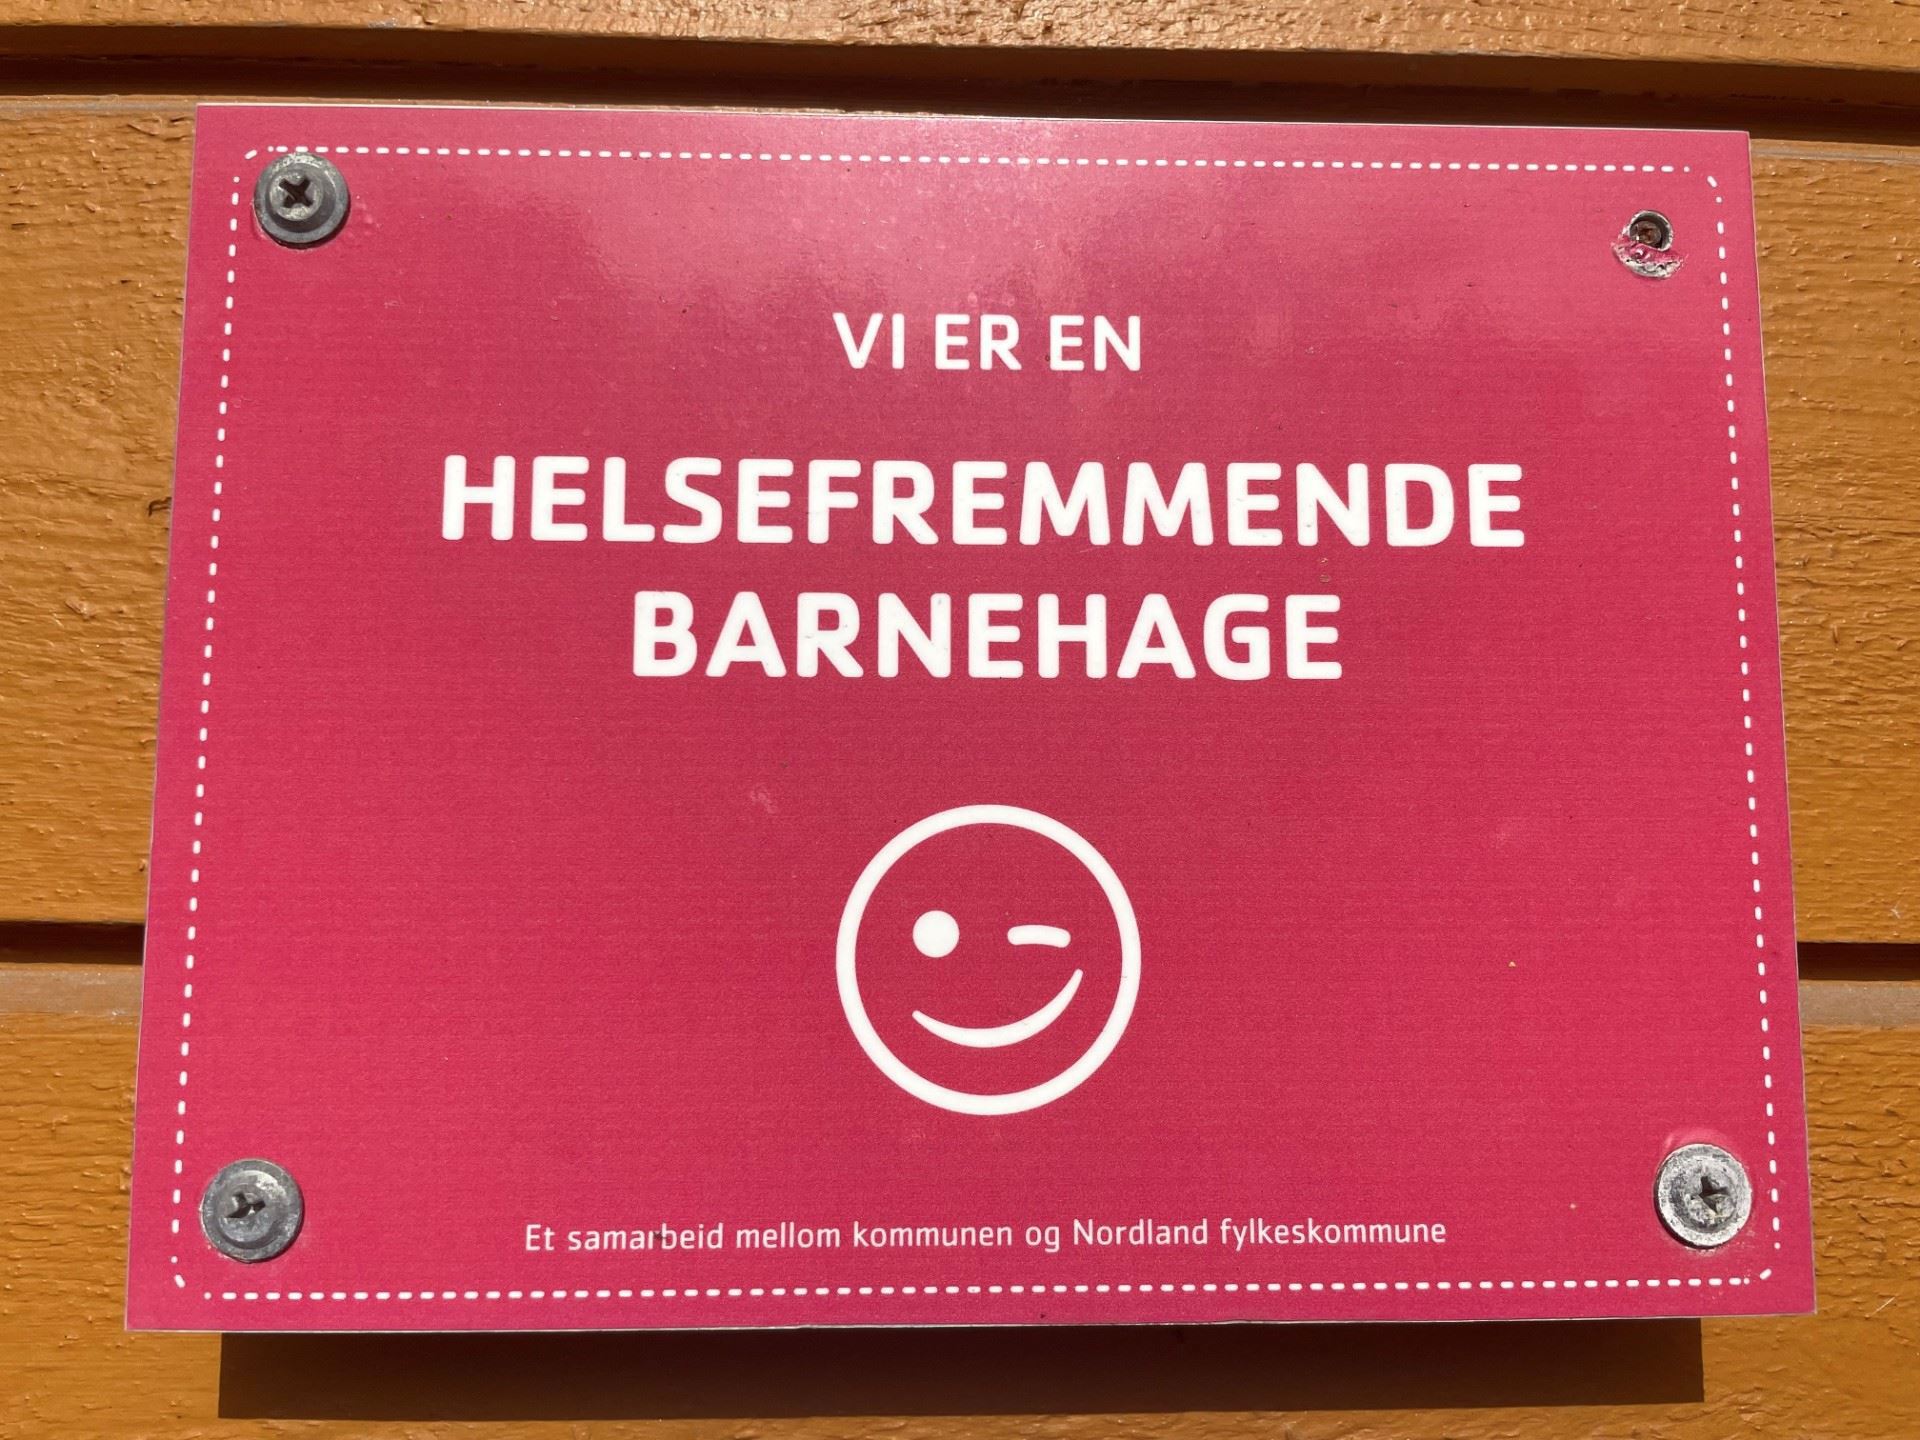 VI ER EN
HELSEFREMMENDE
BARNEHAGE
Et samarbeid mellom kommunen og Nordland fylkeskommune